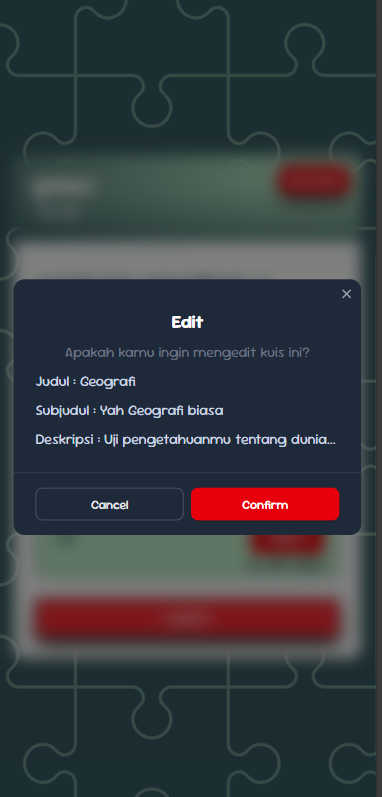 Edit
Apakah kamu ingin mengedit kuis ini?
Judul : Geografi
Subjudul : Yah Geografi biasa
Deskripsi : Uji pengetahuanmu tentang dunia...
Cancel
Confirm